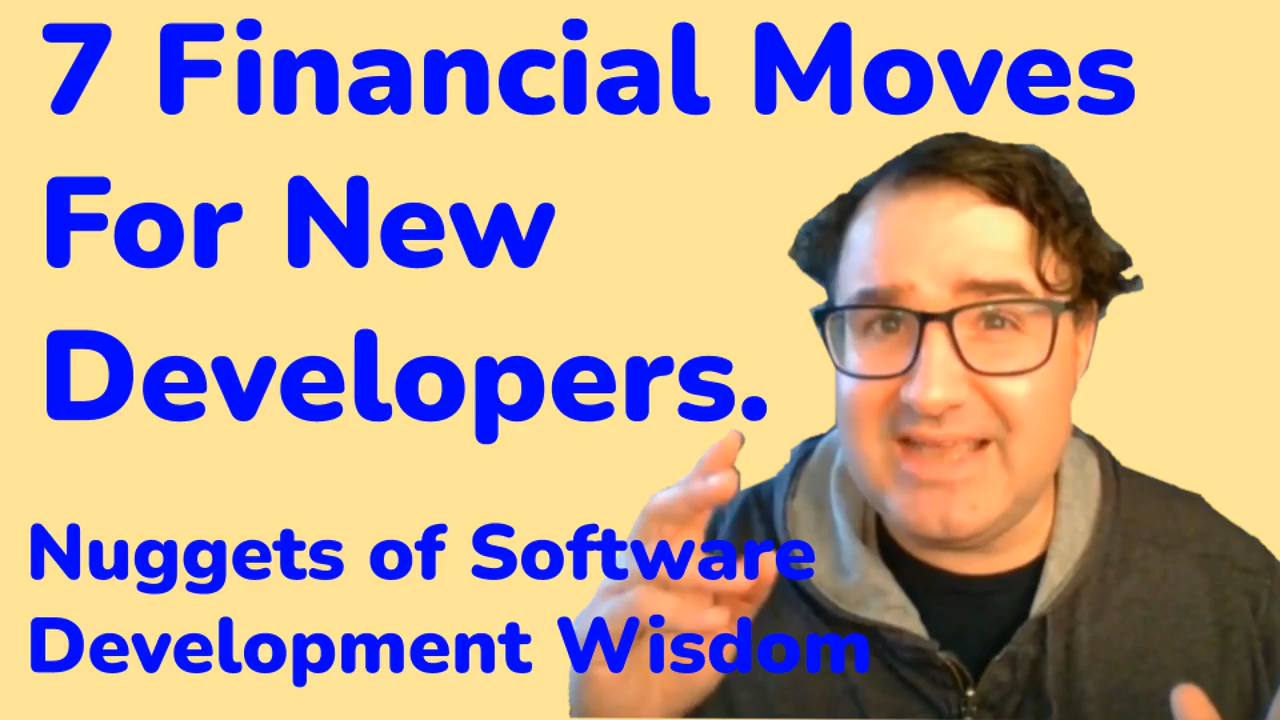 7 Financial Moves
For New
Developers.
Nuggets of Software
Development Wisdom